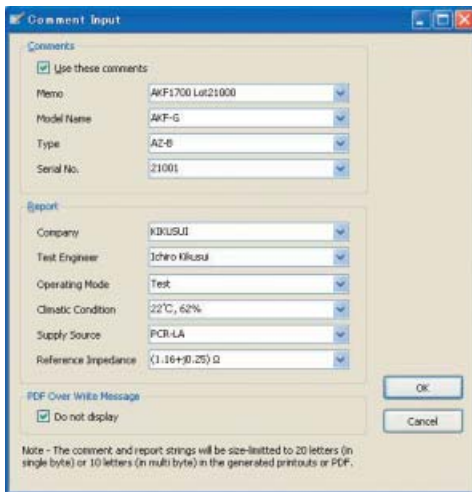 Comment Input
Comments
Use these comments
Memo AKF1700 Lot21000
Model Name AKF-G
Type AZ-B
Serial No. 21001
Report
Company KIKUSUI
Test Engineer Ichiro Kikusui
Operating Mode Test
Climatic Condition 22℃, 62%
Supply Source PCR-LA
Reference Impedance (1.16+j0.25) Ω
PDF Over Write Message
Do not display
OK
Cancel
Note - The comment and report strings will be size-limitted to 20 letters (in
single byte) or 10 letters (in multi byte) in the generated printouts or PDF.